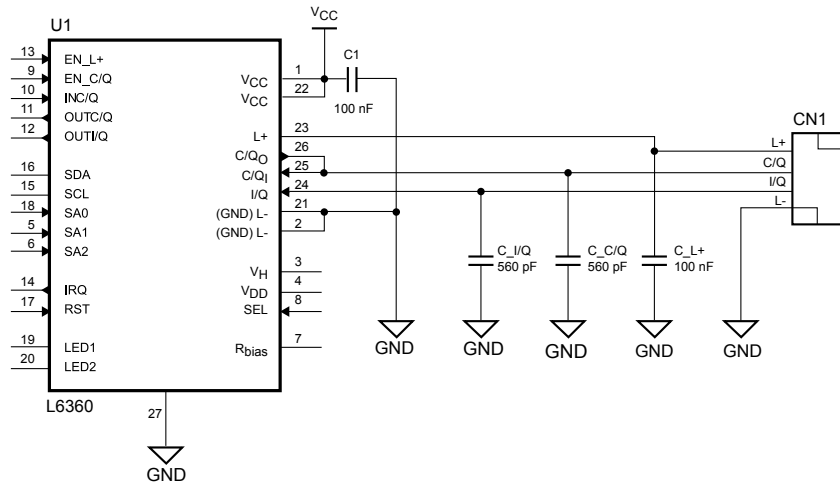 U1
VCC
C1
100 nF
13 EN_L+
9 EN_C/Q
10 INC/Q
11 OUTC/Q
12 OUTI/Q
16 SDA
15 SCL
18 SA0
5 SA1
6 SA2
14 IRQ
17 RST
19 LED1
20 LED2
VCC 1
VCC 22
L+ 23
C/QO 26
C/QI 25
I/Q 24
(GND) L- 21
(GND) L- 2
VH 3
VDD 4
SEL 8
Rbias 7
L6360
27
GND
GND
C_I/Q
560 pF
GND
C_C/Q
560 pF
GND
C_L+
100 nF
GND
CN1
L+
C/Q
I/Q
L-
GND